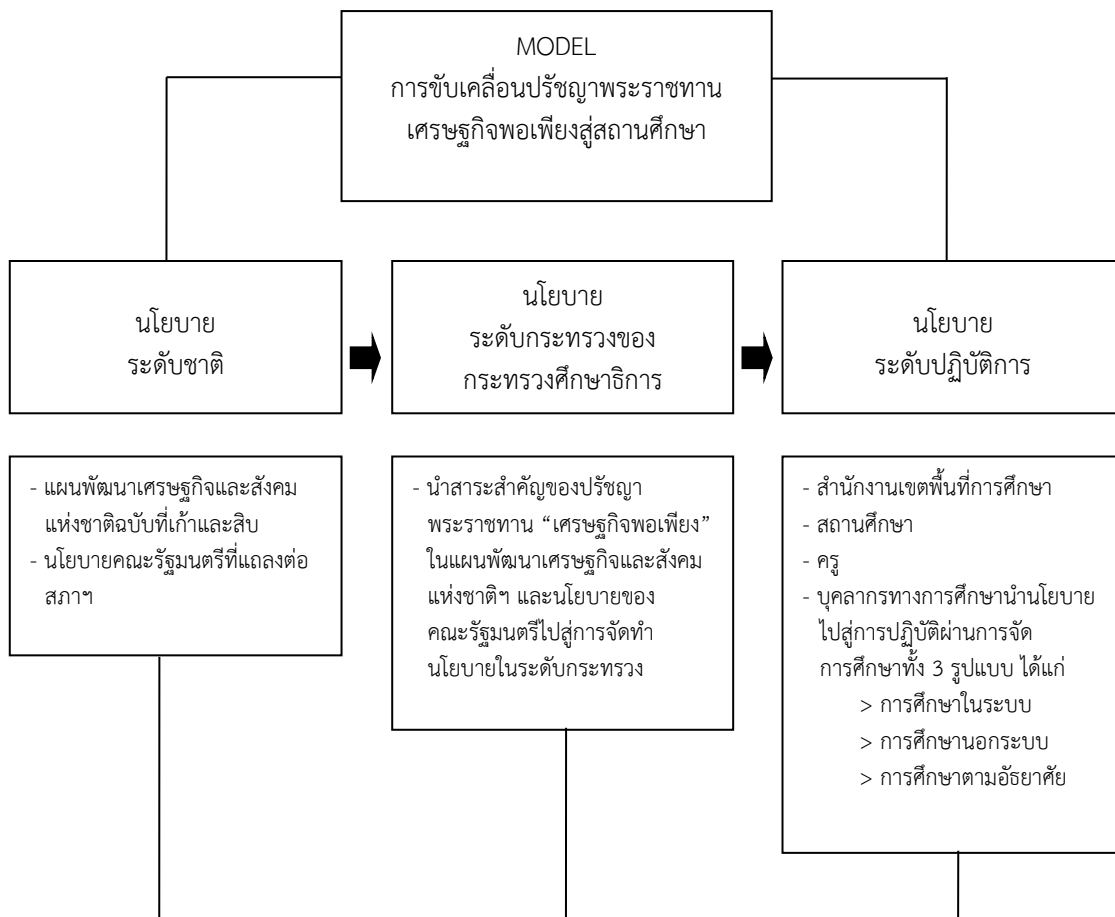 MODEL
การขับเคลื่อนปรัชญาพระราชทาน
เศรษฐกิจพอเพียงสู่สถานศึกษา
นโยบาย
ระดับชาติ
นโยบาย
ระดับกระทรวงของ
กระทรวงศึกษาธิการ
นโยบาย
ระดับปฏิบัติการ
- แผนพัฒนาเศรษฐกิจและสังคม
แห่งชาติฉบับที่เก้าและสิบ
- นโยบายคณะรัฐมนตรีที่แถลงต่อ
สภาฯ
- นำสาระสำคัญของปรัชญา
พระราชทาน “เศรษฐกิจพอเพียง”
ในแผนพัฒนาเศรษฐกิจและสังคม
แห่งชาติฯ และนโยบายของ
คณะรัฐมนตรีไปสู่การจัดทำ
นโยบายในระดับกระทรวง
- สำนักงานเขตพื้นที่การศึกษา
- สถานศึกษา
- ครู
- บุคลากรทางการศึกษานำนโยบาย
ไปสู่การปฏิบัติผ่านการจัด
การศึกษาทั้ง 3 รูปแบบ ได้แก่
> การศึกษาในระบบ
> การศึกษานอกระบบ
> การศึกษาตามอัธยาศัย